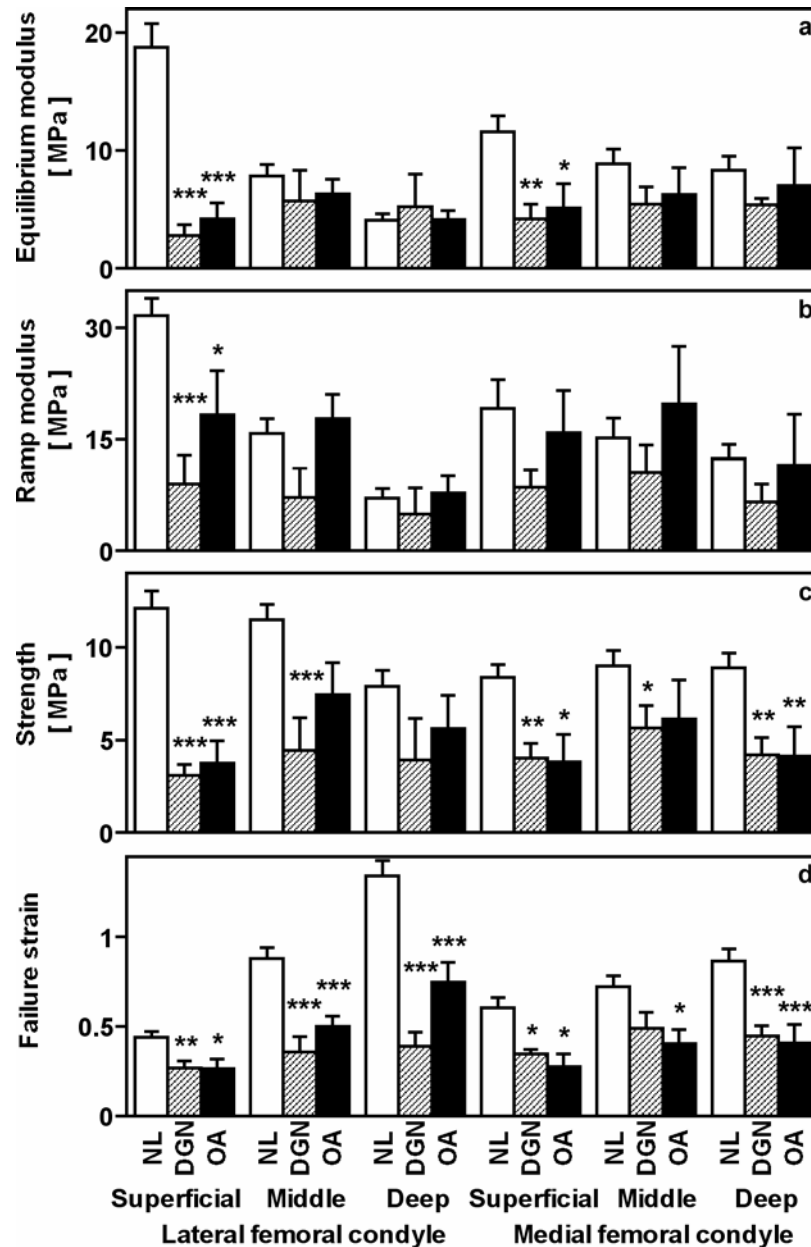 a
20
10
0
Equilibrium modulus
[ MPa ]
*** *** ** *
b
30
15
0
Ramp modulus
[ MPa ]
*** *
c
10
5
0
Strength
[ MPa ]
*** *** *** ** * * ** **
d
1
0.5
0
Failure strain
** * *** *** *** *** * * * *** ***
NL DGN OA NL DGN OA NL DGN OA NL DGN OA NL DGN OA NL DGN OA
Superficial Middle Deep Superficial Middle Deep
Lateral femoral condyle Medial femoral condyle